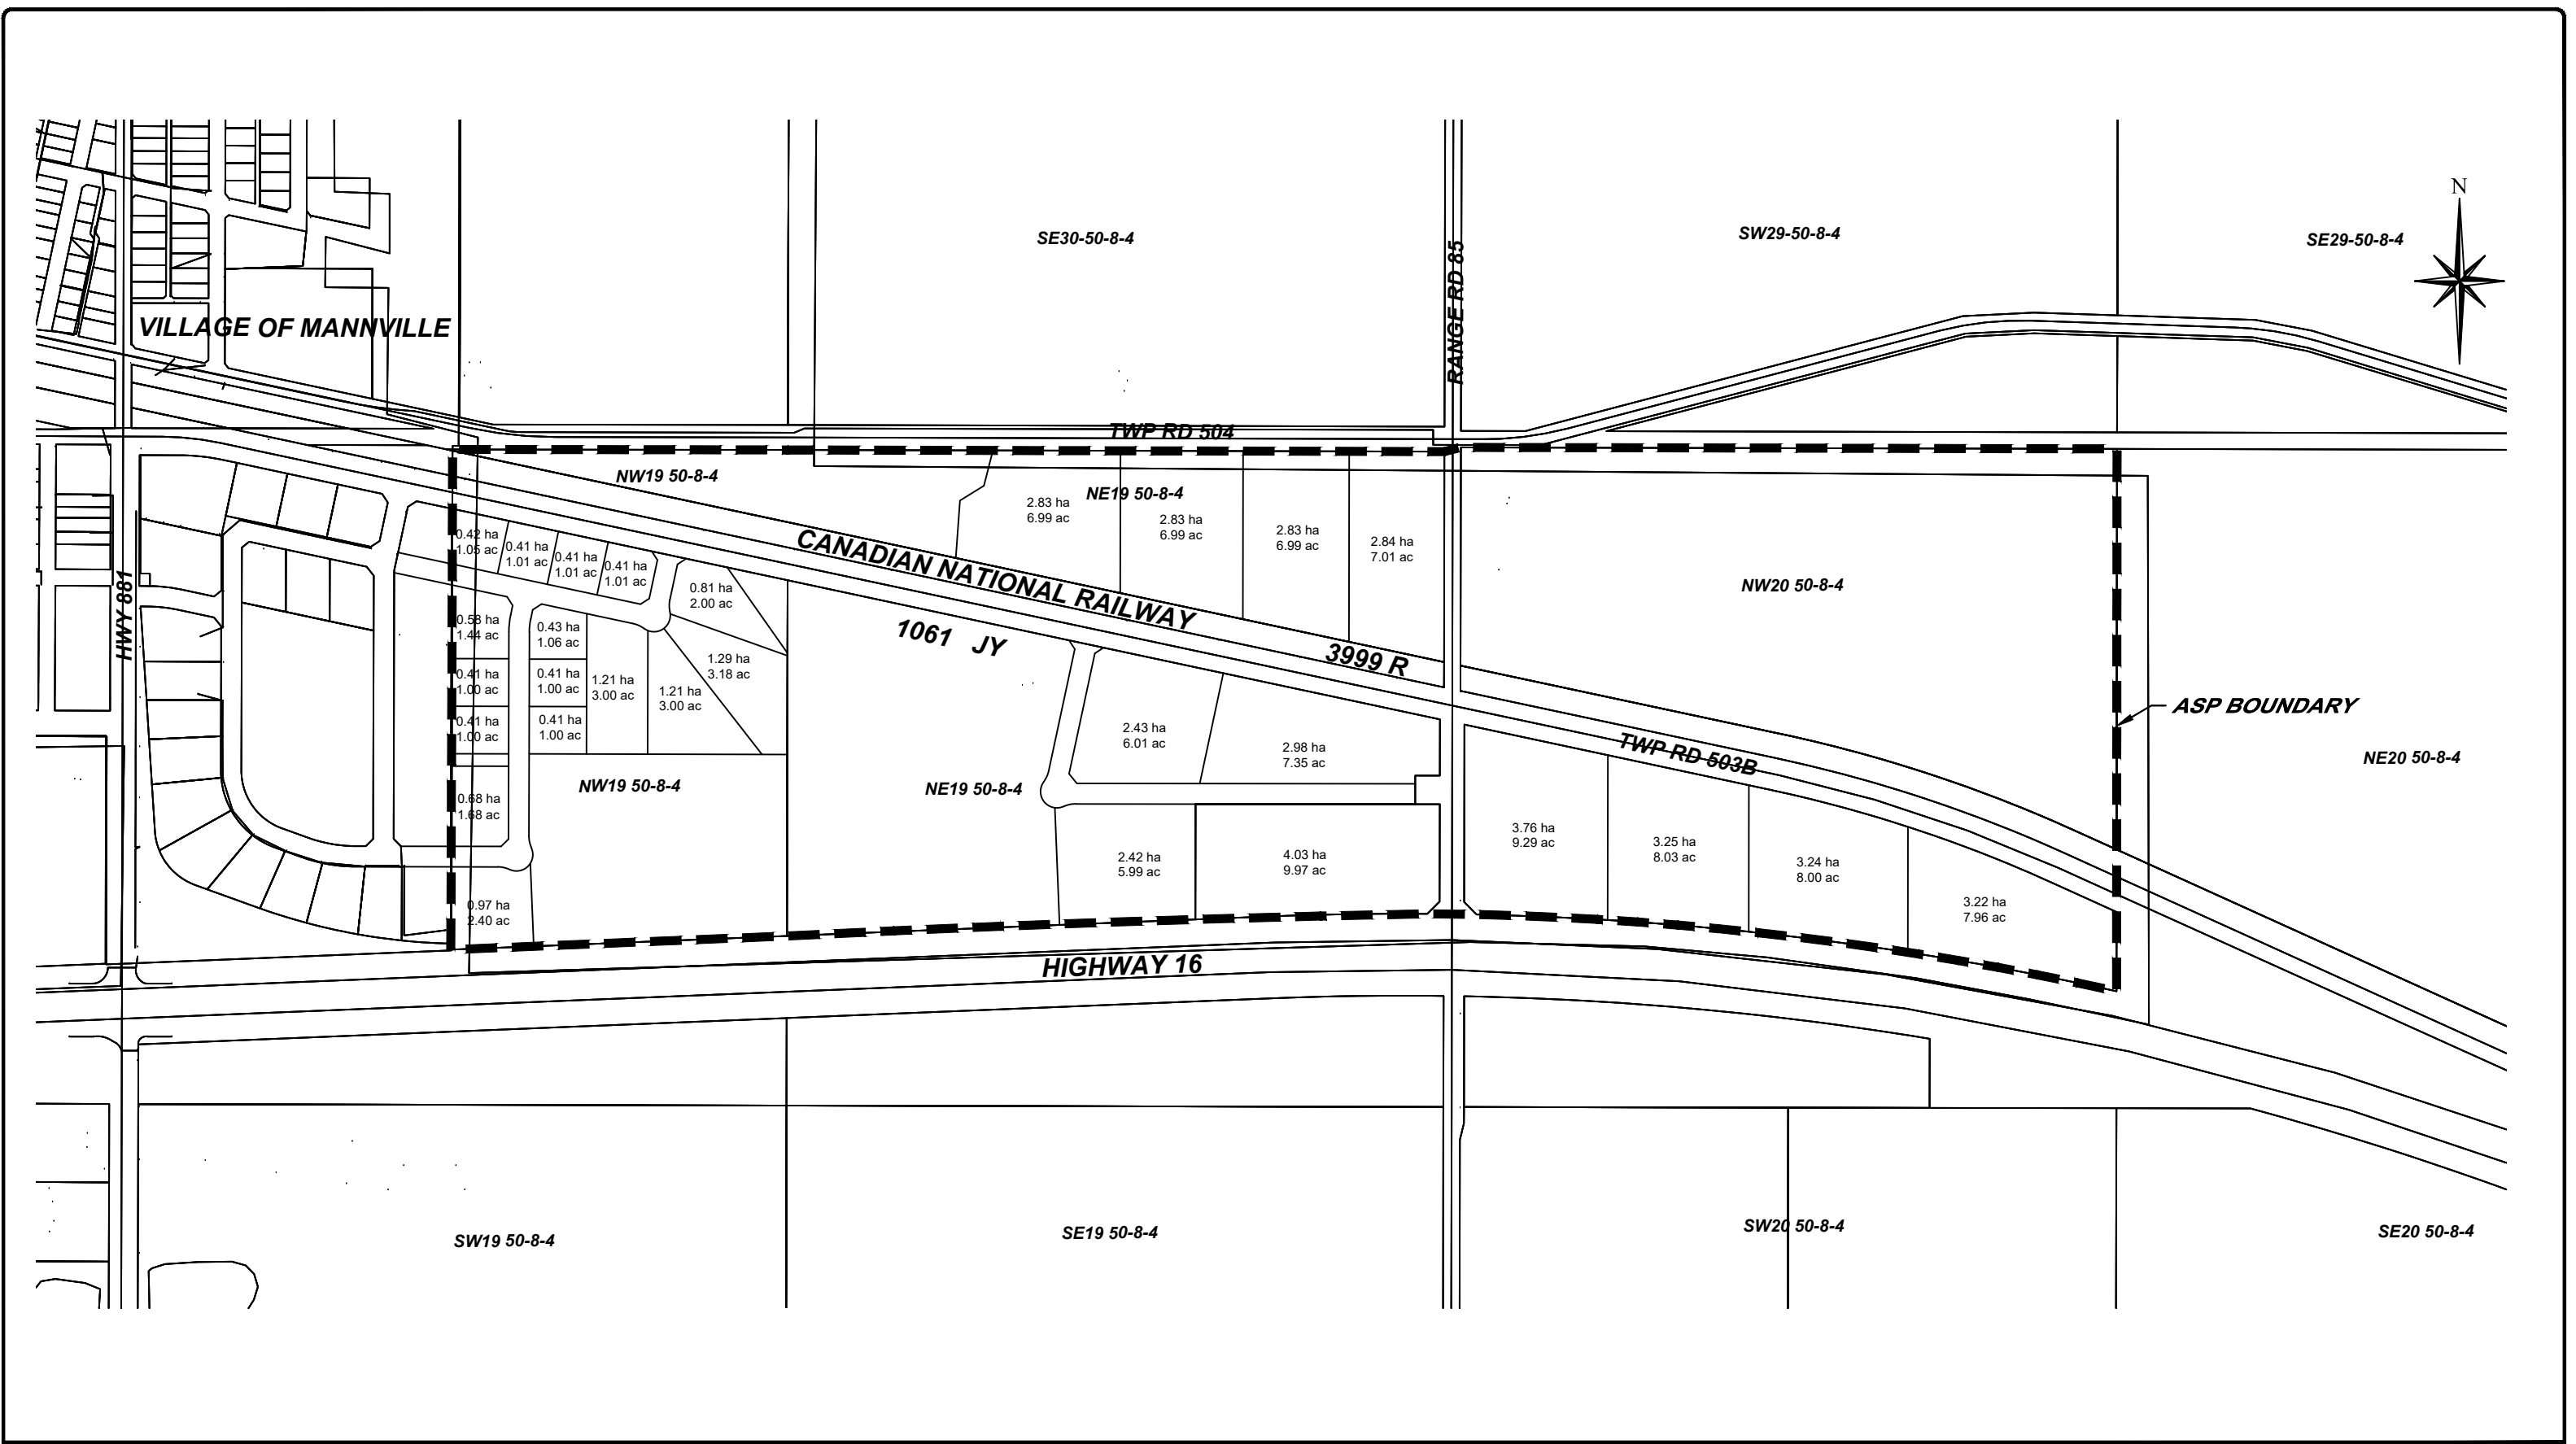 N
SE30-50-8-4
SW29-50-8-4
SE29-50-8-4
RANGE RD 85
VILLAGE OF MANNVILLE
TWP RD 504
NW19 50-8-4
NE19 50-8-4
2.83 ha
6.99 ac
2.83 ha
6.99 ac
2.83 ha
6.99 ac
2.84 ha
7.01 ac
CANADIAN NATIONAL RAILWAY
NW20 50-8-4
0.42 ha
1.05 ac
0.41 ha
1.01 ac
0.41 ha
1.01 ac
0.41 ha
1.01 ac
0.81 ha
2.00 ac
HWY 881
0.58 ha
1.44 ac
0.43 ha
1.06 ac
1061 JY
3999 R
1.29 ha
3.18 ac
0.41 ha
1.00 ac
0.41 ha
1.00 ac
1.21 ha
3.00 ac
1.21 ha
3.00 ac
ASP BOUNDARY
0.41 ha
1.00 ac
0.41 ha
1.00 ac
2.43 ha
6.01 ac
2.98 ha
7.35 ac
TWP RD 503B
NE20 50-8-4
NW19 50-8-4
NE19 50-8-4
0.68 ha
1.68 ac
2.42 ha
5.99 ac
4.03 ha
9.97 ac
3.76 ha
9.29 ac
3.25 ha
8.03 ac
3.24 ha
8.00 ac
3.22 ha
7.96 ac
0.97 ha
2.40 ac
HIGHWAY 16
SW19 50-8-4
SE19 50-8-4
SW20 50-8-4
SE20 50-8-4